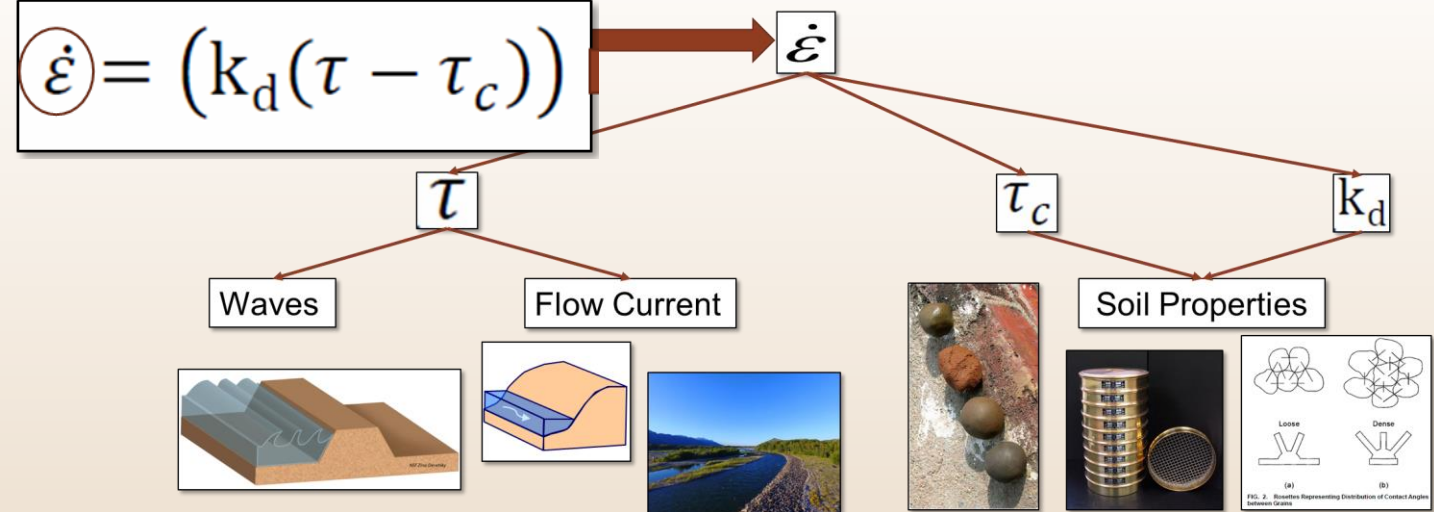 ε̇ = (k_d(τ − τ_c))
ε̇
τ
τ_c
k_d
Waves
Flow Current
Soil Properties
Loose
Dense
(a)
(b)
FIG. 2. Rosettes Representing Distribution of Contact Angles
between Grains